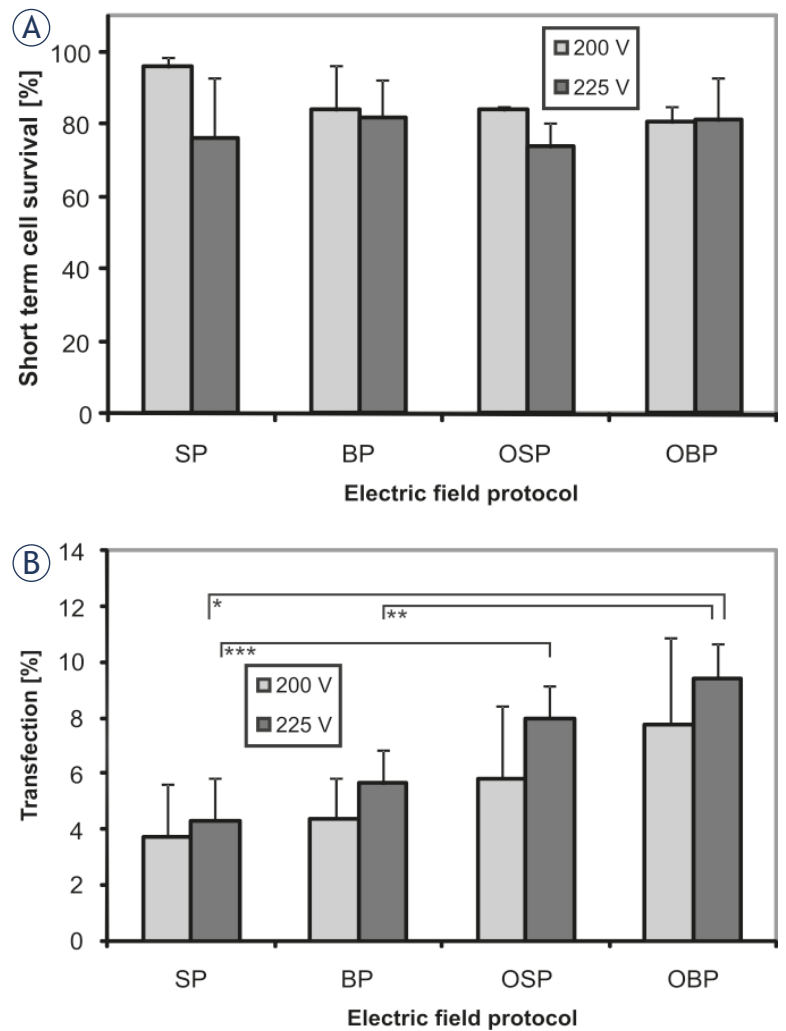 A
Short term cell survival [%]
100
80
60
40
20
0
200 V
225 V
SP BP OSP OBP
Electric field protocol
B
Transfection [%]
14
12
10
8
6
4
2
0
*
**
***
200 V
225 V
SP BP OSP OBP
Electric field protocol